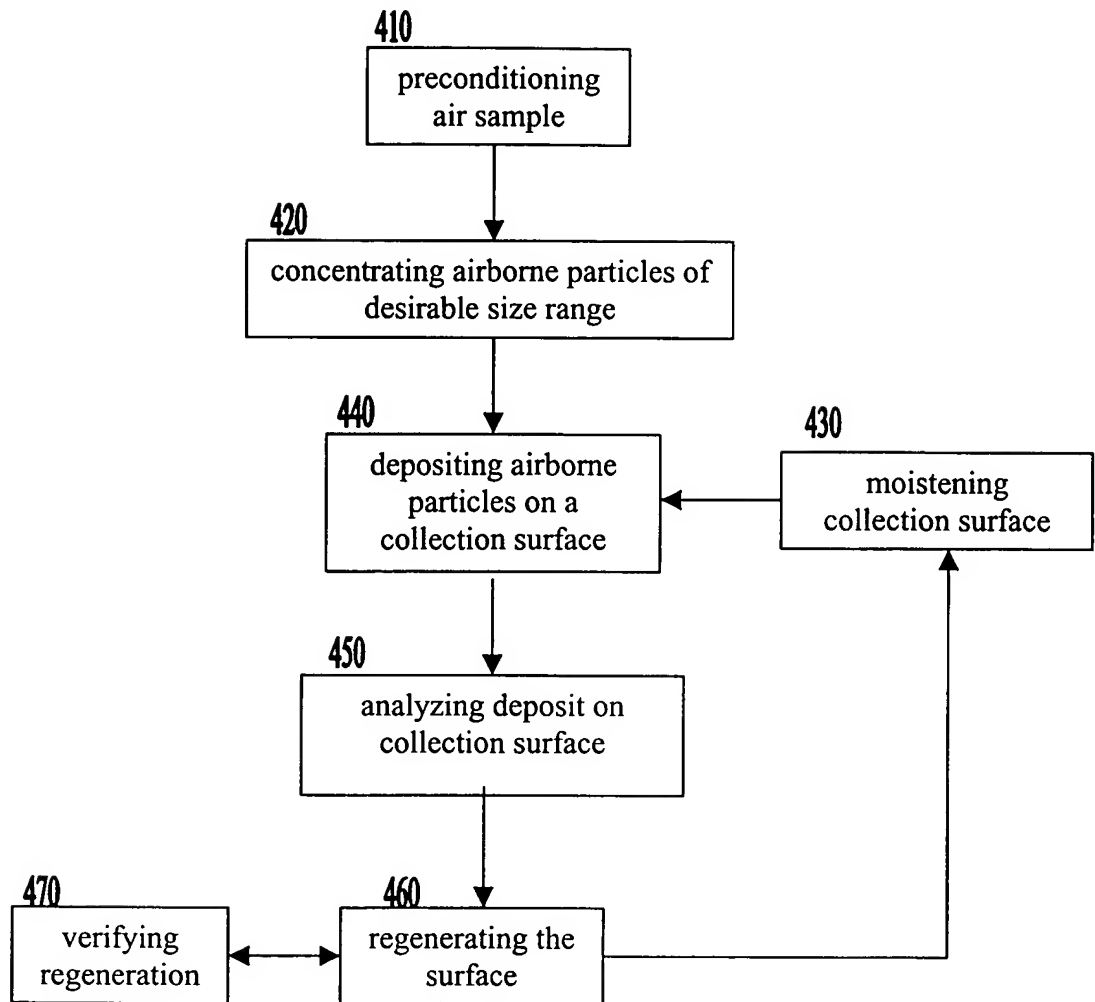 410
preconditioning
air sample
420
concentrating airborne particles of
desirable size range
440
depositing airborne
particles on a
collection surface
430
moistening
collection surface
450
analyzing deposit on
collection surface
470
verifying
regeneration
460
regenerating the
surface